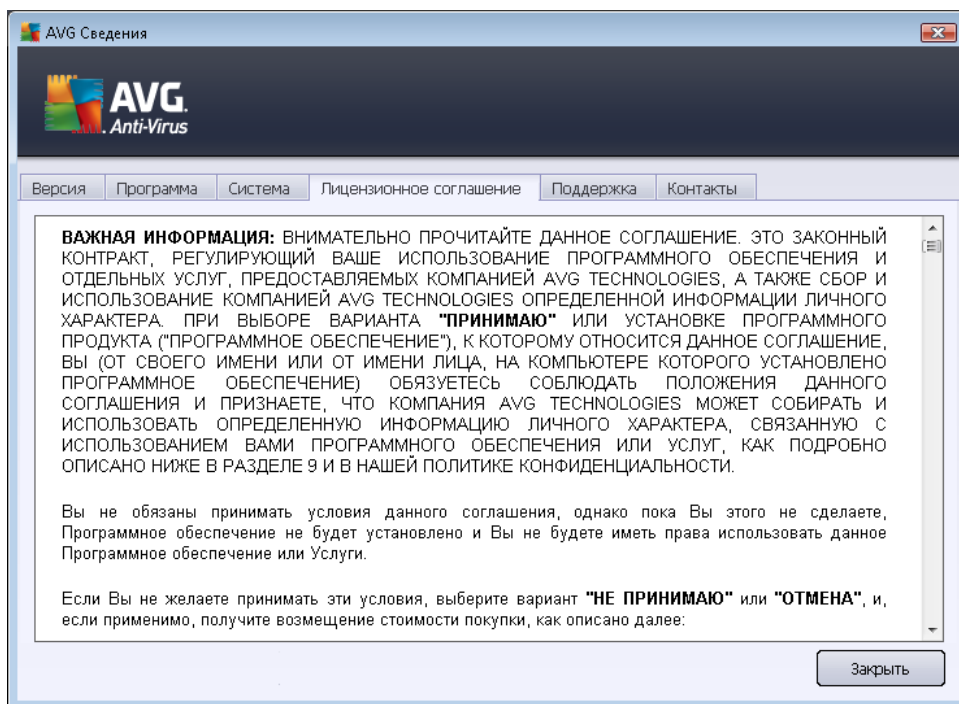 AVG Сведения
AVG.
Anti-Virus
Версия Программа Система Лицензионное соглашение Поддержка Контакты
ВАЖНАЯ ИНФОРМАЦИЯ: ВНИМАТЕЛЬНО ПРОЧИТАЙТЕ ДАННОЕ СОГЛАШЕНИЕ. ЭТО ЗАКОННЫЙ
КОНТРАКТ, РЕГУЛИРУЮЩИЙ ВАШЕ ИСПОЛЬЗОВАНИЕ ПРОГРАММНОГО ОБЕСПЕЧЕНИЯ И
ОТДЕЛЬНЫХ УСЛУГ, ПРЕДОСТАВЛЯЕМЫХ КОМПАНИЕЙ AVG TECHNOLOGIES, А ТАКЖЕ СБОР И
ИСПОЛЬЗОВАНИЕ КОМПАНИЕЙ AVG TECHNOLOGIES ОПРЕДЕЛЕННОЙ ИНФОРМАЦИИ ЛИЧНОГО
ХАРАКТЕРА. ПРИ ВЫБОРЕ ВАРИАНТА "ПРИНИМАЮ" ИЛИ УСТАНОВКЕ ПРОГРАММНОГО
ПРОДУКТА ("ПРОГРАММНОЕ ОБЕСПЕЧЕНИЕ"), К КОТОРОМУ ОТНОСИТСЯ ДАННОЕ СОГЛАШЕНИЕ,
ВЫ (ОТ СВОЕГО ИМЕНИ ИЛИ ОТ ИМЕНИ ЛИЦА, НА КОМПЬЮТЕРЕ КОТОРОГО УСТАНОВЛЕНО
ПРОГРАММНОЕ ОБЕСПЕЧЕНИЕ) ОБЯЗУЕТЕСЬ СОБЛЮДАТЬ ПОЛОЖЕНИЯ ДАННОГО
СОГЛАШЕНИЯ И ПРИЗНАЕТЕ, ЧТО КОМПАНИЯ AVG TECHNOLOGIES МОЖЕТ СОБИРАТЬ И
ИСПОЛЬЗОВАТЬ ОПРЕДЕЛЕННУЮ ИНФОРМАЦИЮ ЛИЧНОГО ХАРАКТЕРА, СВЯЗАННУЮ С
ИСПОЛЬЗОВАНИЕМ ВАМИ ПРОГРАММНОГО ОБЕСПЕЧЕНИЯ ИЛИ УСЛУГ, КАК ПОДРОБНО
ОПИСАНО НИЖЕ В РАЗДЕЛЕ 9 И В НАШЕЙ ПОЛИТИКЕ КОНФИДЕНЦИАЛЬНОСТИ.
Вы не обязаны принимать условия данного соглашения, однако пока Вы этого не сделаете,
Программное обеспечение не будет установлено и Вы не будете иметь права использовать данное
Программное обеспечение или Услуги.
Если Вы не желаете принимать эти условия, выберите вариант "НЕ ПРИНИМАЮ" или "ОТМЕНА", и,
если применимо, получите возмещение стоимости покупки, как описано далее:
Закрыть